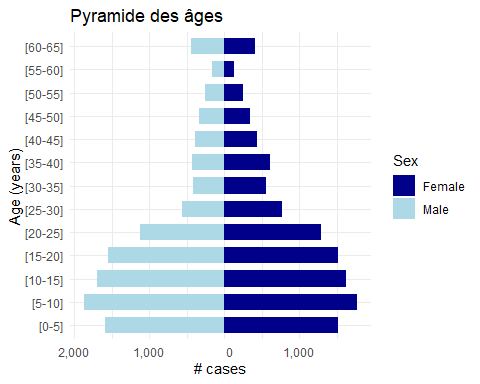 Pyramide des âges
[60-65]
[55-60]
[50-55]
[45-50]
[40-45]
[35-40]
[30-35]
[25-30]
[20-25]
[15-20]
[10-15]
[5-10]
[0-5]
Age (years)
2,000 1,000 0 1,000
# cases
Sex
Female
Male